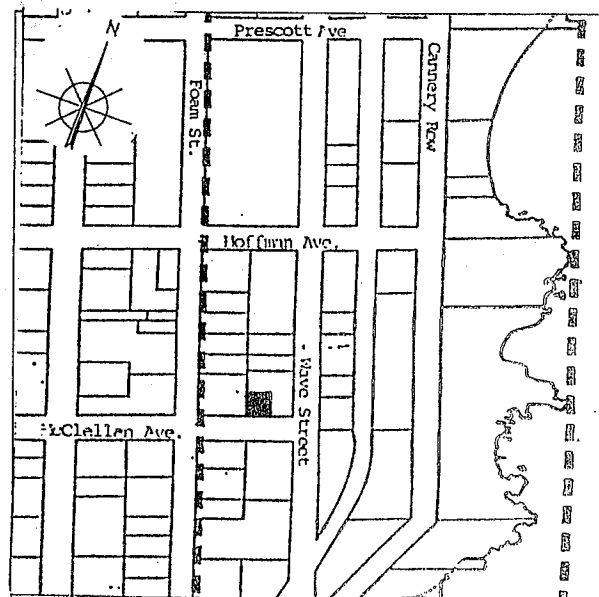 N
Prescott Ave
Foam St.
Cannery Row
Hoffman Ave.
Wave Street
McClellan Ave.